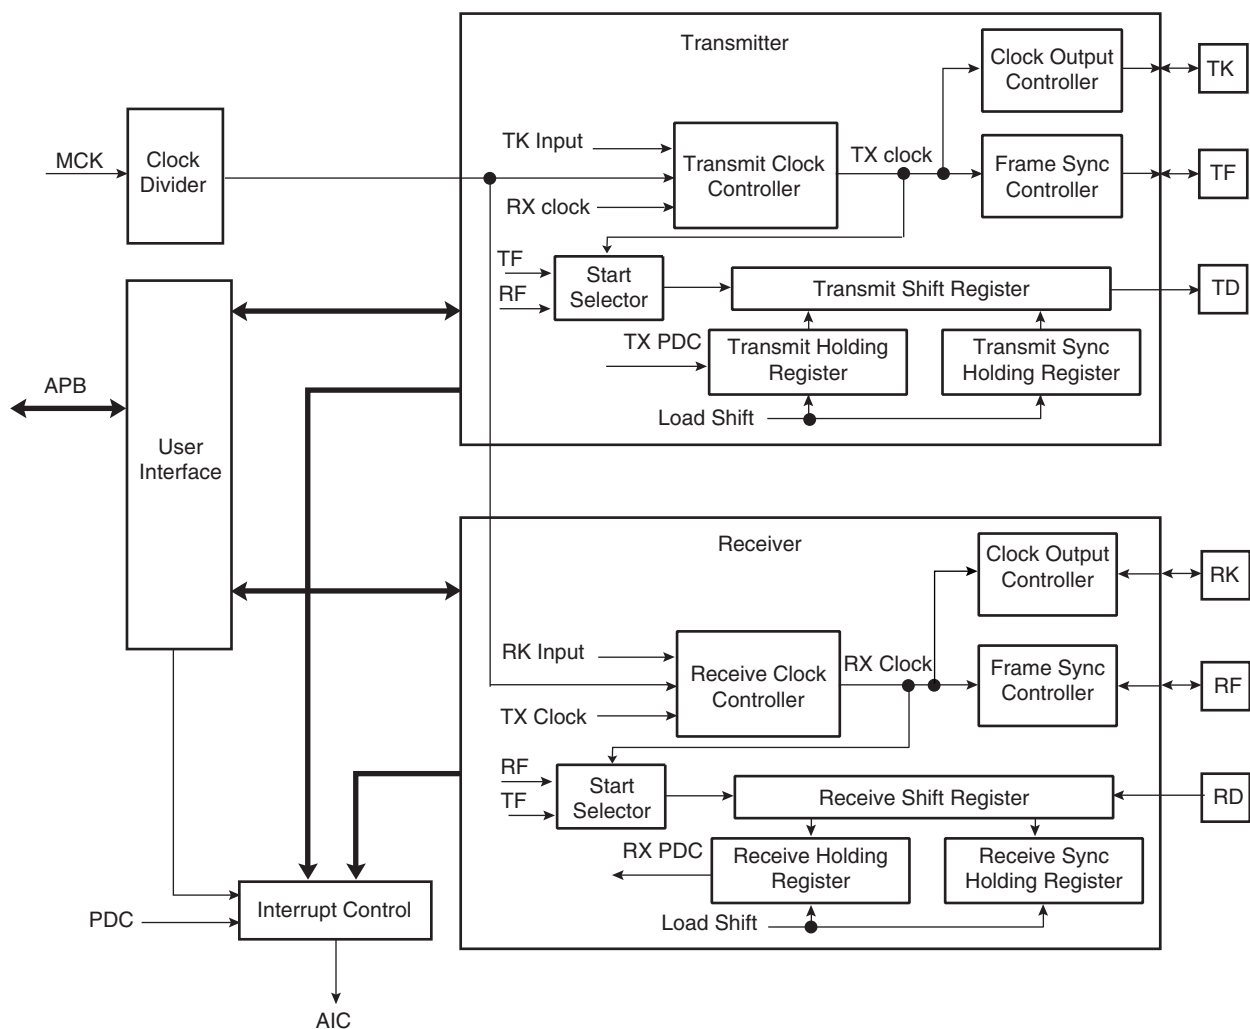 Transmitter
Clock Output
Controller
TK
MCK
Clock
Divider
TK Input
Transmit Clock
Controller
RX clock
TX clock
Frame Sync
Controller
TF
TF
RF
Start
Selector
Transmit Shift Register
TD
TX PDC
Transmit Holding
Register
Transmit Sync
Holding Register
Load Shift
APB
User
Interface
Receiver
Clock Output
Controller
RK
RK Input
Receive Clock
Controller
TX Clock
RX Clock
Frame Sync
Controller
RF
RF
TF
Start
Selector
Receive Shift Register
RD
RX PDC
Receive Holding
Register
Receive Sync
Holding Register
Load Shift
PDC
Interrupt Control
AIC